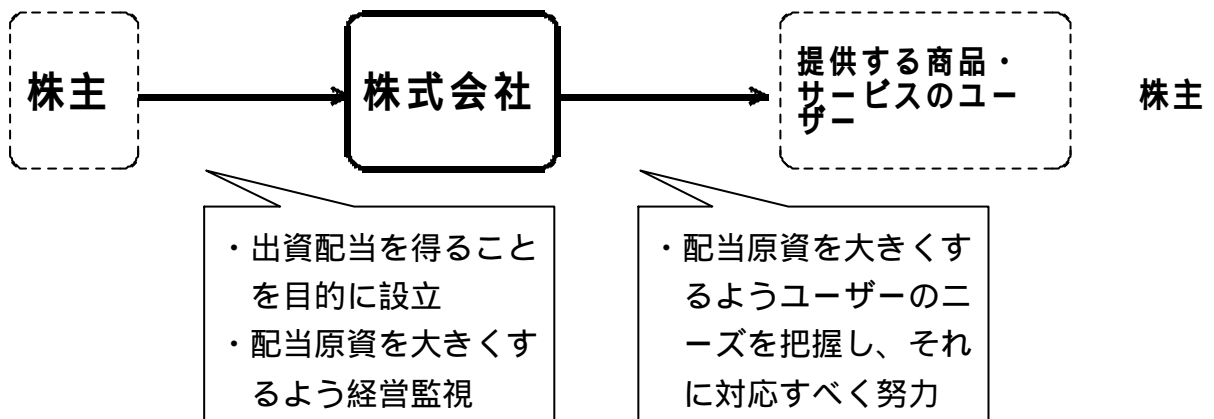 株主
株式会社
提供する商品・
サービスのユー
ザー
株主
・出資配当を得ること
を目的に設立
・配当原資を大きくす
るよう経営監視
・配当原資を大きくす
るようユーザーのニ
ーズを把握し、それ
に対応すべく努力